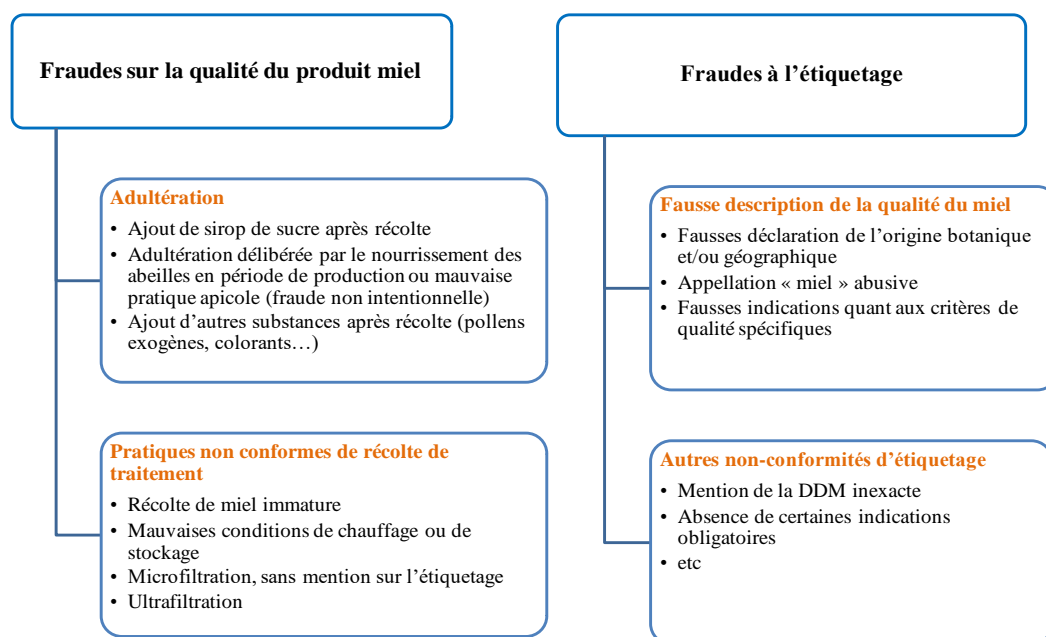 Fraudes sur la qualité du produit miel
Adultération
• Ajout de sirop de sucre après récolte
• Adultération délibérée par le nourrissement des
abeilles en période de production ou mauvaise
pratique apicole (fraude non intentionnelle)
• Ajout d'autres substances après récolte (pollens
exogènes, colorants…)
Pratiques non conformes de récolte de
traitement
• Récolte de miel immature
• Mauvaises conditions de chauffage ou de
stockage
• Microfiltration, sans mention sur l'étiquetage
• Ultrafiltration
Fraudes à l'étiquetage
Fausse description de la qualité du miel
• Fausses déclaration de l'origine botanique
et/ou géographique
• Appellation « miel » abusive
• Fausses indications quant aux critères de
qualité spécifiques
Autres non-conformités d'étiquetage
• Mention de la DDM inexacte
• Absence de certaines indications
obligatoires
• etc